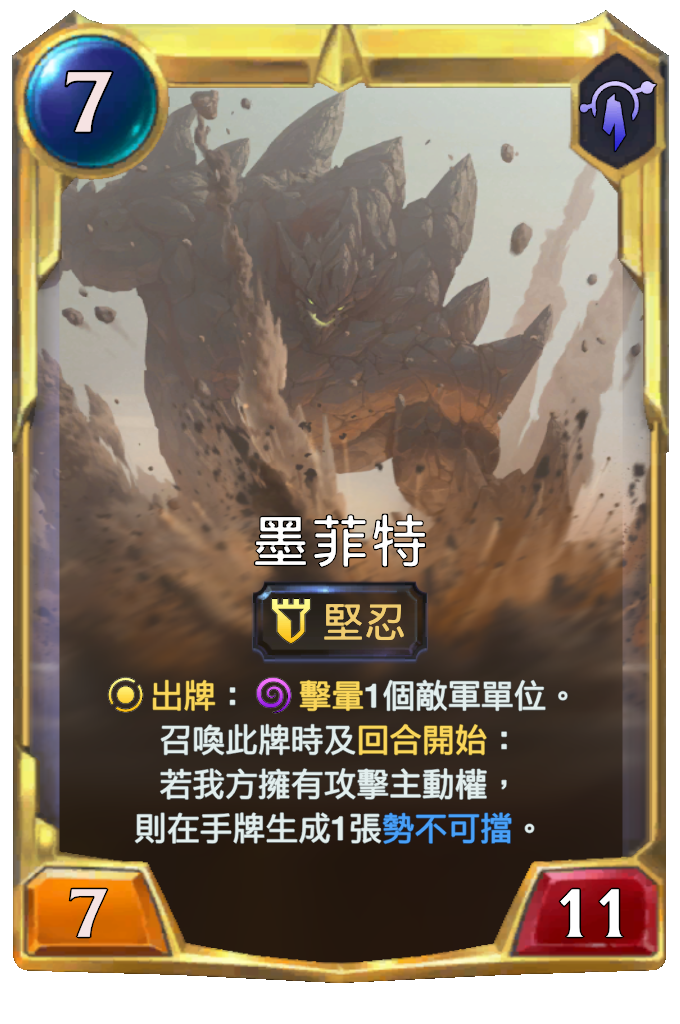 7
墨菲特
堅忍
出牌：擊暈1個敵軍單位。
召喚此牌時及回合開始：
若我方擁有攻擊主動權，
則在手牌生成1張勢不可擋。
7
11